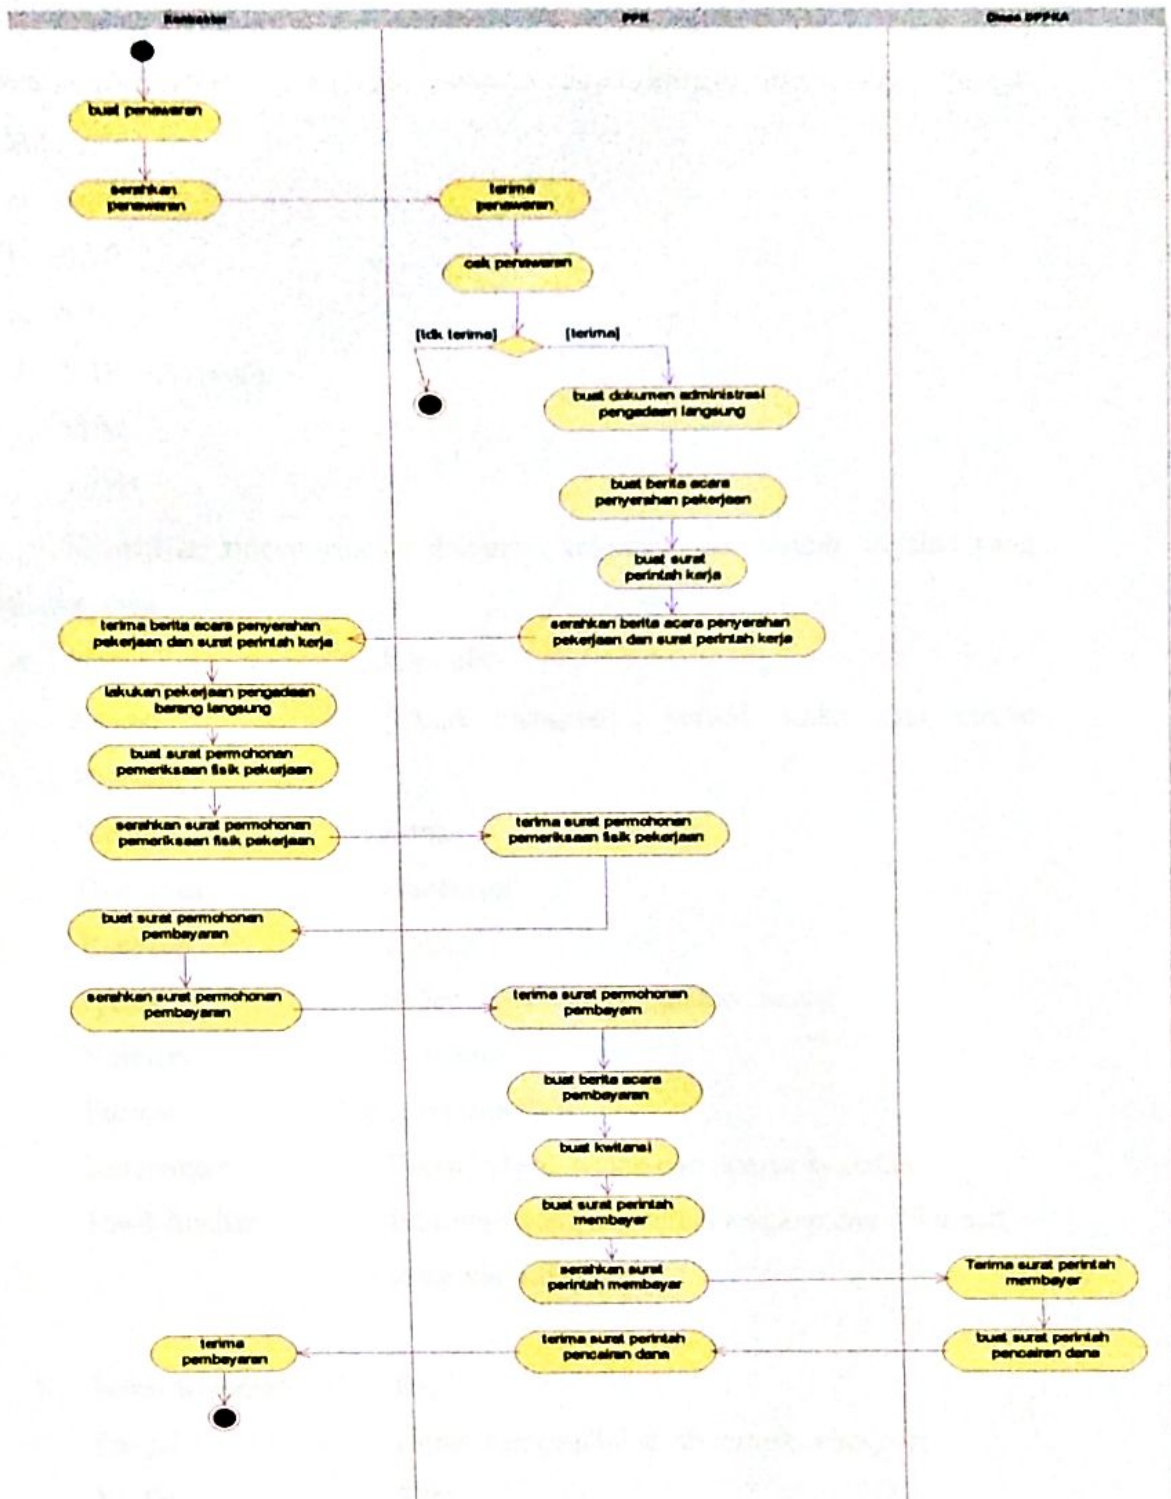 Kontraktor
PPK
Dinas DPPKA
buat penawaran
serahkan
penawaran
terima
penawaran
cek penawaran
[tdk terima]
[terima]
buat dokumen administrasi
pengadaan langsung
buat berita acara
penyerahan pekerjaan
buat surat
perintah kerja
serahkan berita acara penyerahan
pekerjaan dan surat perintah kerja
terima berita acara penyerahan
pekerjaan dan surat perintah kerja
lakukan pekerjaan pengadaan
barang langsung
buat surat permohonan
pemeriksaan fisik pekerjaan
serahkan surat permohonan
pemeriksaan fisik pekerjaan
terima surat permohonan
pemeriksaan fisik pekerjaan
buat surat permohonan
pembayaran
serahkan surat permohonan
pembayaran
terima surat permohonan
pembayarn
buat berita acara
pembayaran
buat kwitansi
buat surat perintah
membayar
serahkan surat
perintah membayar
Terima surat perintah
membayar
buat surat perintah
pencairan dana
terima surat perintah
pencairan dana
terima
pembayaran